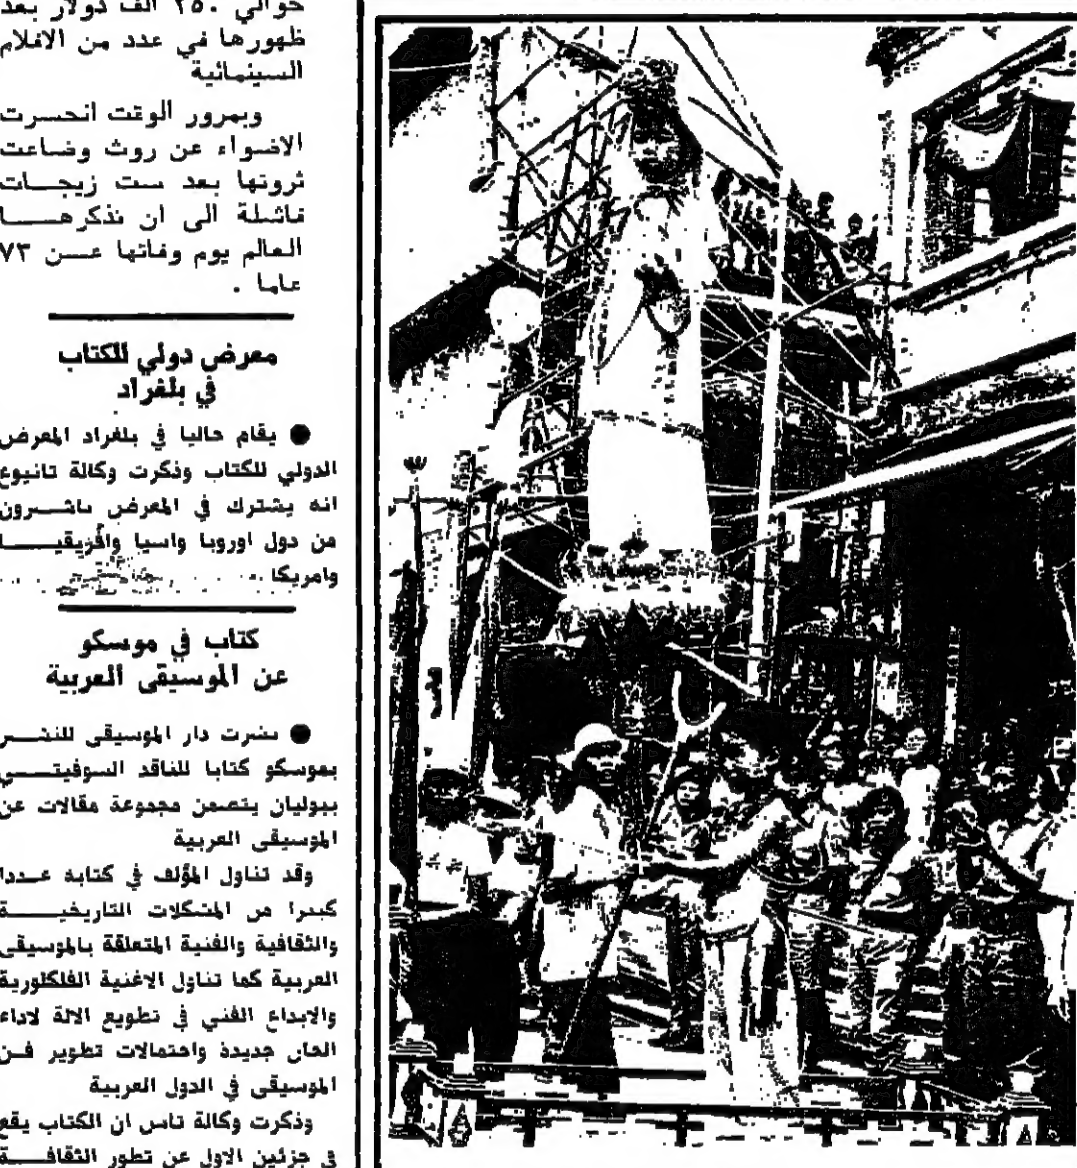 حوالي ٢٥٠ الف دولار بعد
ظهورها في عدد من الافلام
السينمائية
وبمرور الوقت انحسرت
الاضواء عن روث وضاعت
ثروتها بعد ست زيجات
فاشلة الى ان تذكرها
العالم يوم وفاتها عن ٧٣
عاما .
معرض دولي للكتاب
في بلغراد
● يقام حاليا في بلغراد المعرض
الدولي للكتاب وذكرت وكالة تانيوغ
انه يشترك في المعرض ناشرون
من دول اوروبا واسيا وافريقيا
وامريكا
كتاب في موسكو
عن الموسيقى العربية
● نشرت دار الموسيقى للنشر
بموسكو كتابا للناقد السوفيتي
يتضمن مجموعة مقالات عن
الموسيقى العربية
وقد تناول المؤلف في كتابه عددا
كبيرا من المشكلات التاريخية
والثقافية والفنية المتعلقة بالموسيقى
العربية كما تناول الاغنية الفلكلورية
والابداع الفني في تطويع الالة لاداء
الحان جديدة واحتمالات تطوير فن
الموسيقى في الدول العربية
وذكرت وكالة تاس ان الكتاب يقع
في جزئين الاول عن تطور الثقافة